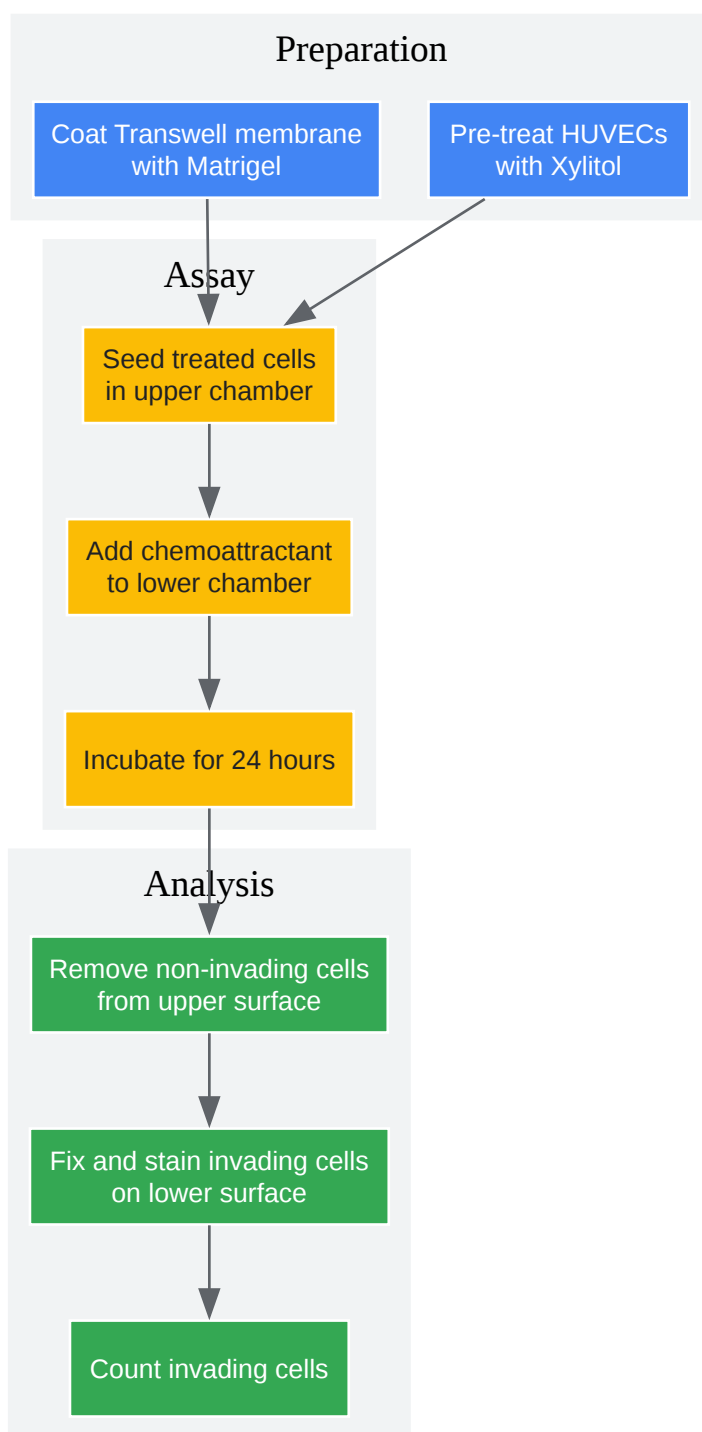 Preparation
Coat Transwell membrane
with Matrigel
Pre-treat HUVECs
with Xylitol
Assay
Seed treated cells
in upper chamber
Add chemoattractant
to lower chamber
Incubate for 24 hours
Analysis
Remove non-invading cells
from upper surface
Fix and stain invading cells
on lower surface
Count invading cells